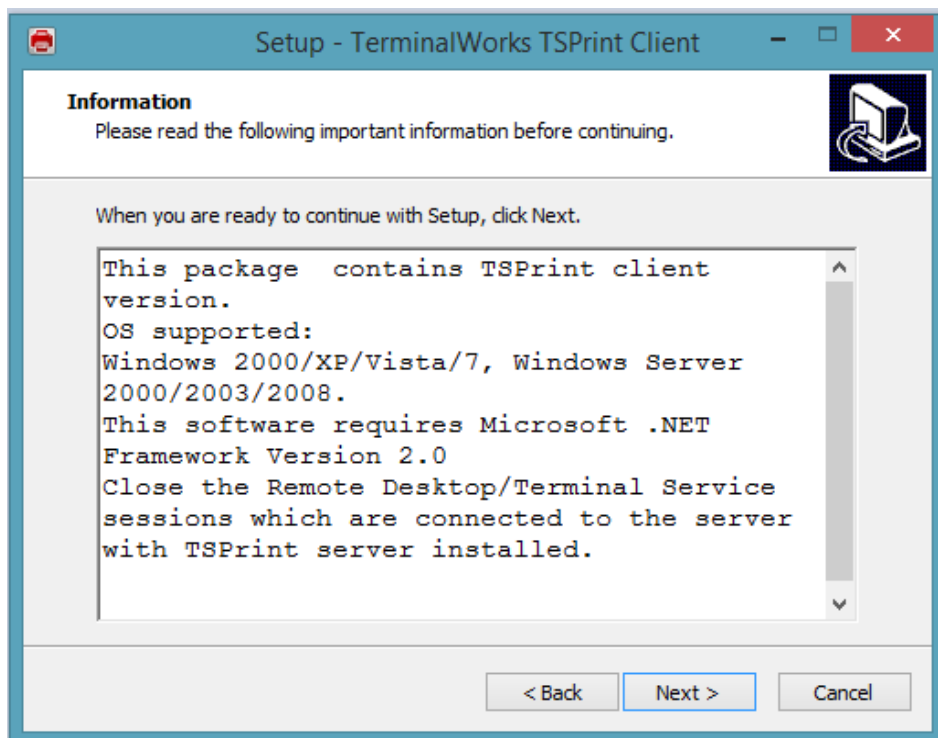 Setup - TerminalWorks TSPrint Client
Information
Please read the following important information before continuing.
When you are ready to continue with Setup, click Next.
This package  contains TSPrint client
version.
OS supported:
Windows 2000/XP/Vista/7, Windows Server
2000/2003/2008.
This software requires Microsoft .NET
Framework Version 2.0
Close the Remote Desktop/Terminal Service
sessions which are connected to the server
with TSPrint server installed.
< Back Next > Cancel